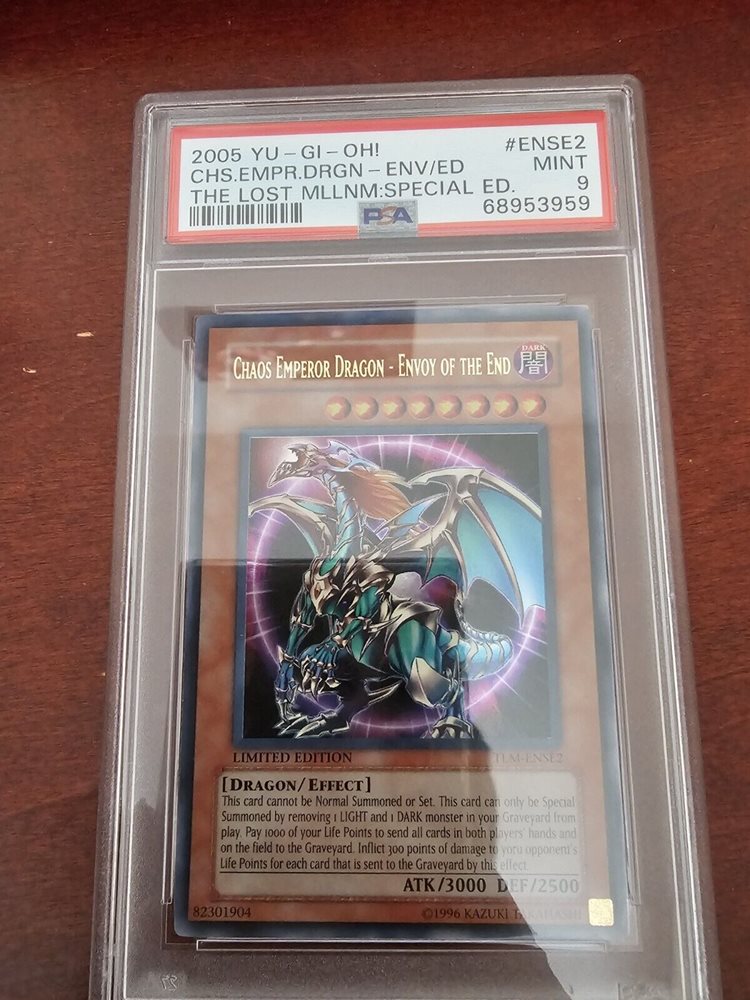 2005 YU-GI-OH! #ENSE2
CHS.EMPR.DRGN - ENV/ED MINT
THE LOST MLLNM:SPECIAL ED. 9
PSA 68953959
CHAOS EMPEROR DRAGON - ENVOY OF THE END DARK 闇
LIMITED EDITION TLM-ENSE2
[DRAGON/EFFECT]
This card cannot be Normal Summoned or Set. This card can only be Special
Summoned by removing 1 LIGHT and 1 DARK monster in your Graveyard from
play. Pay 1000 of your Life Points to send all cards in both players' hands and
on the field to the Graveyard. Inflict 300 points of damage to yoru opponent's
Life Points for each card that is sent to the Graveyard by this effect.
ATK/3000 DEF/2500
82301904 ©1996 KAZUKI TAKAHASHI